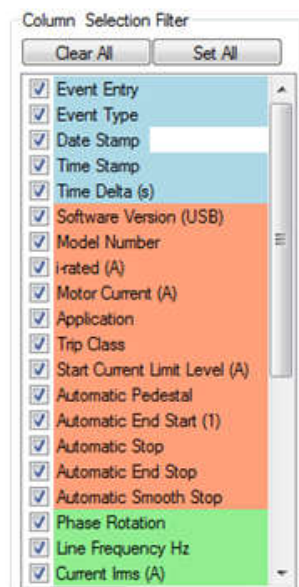 Column Selection Filter
Clear All Set All
Event Entry
Event Type
Date Stamp
Time Stamp
Time Delta (s)
Software Version (USB)
Model Number
i-rated (A)
Motor Current (A)
Application
Trip Class
Start Current Limit Level (A)
Automatic Pedestal
Automatic End Start (1)
Automatic Stop
Automatic End Stop
Automatic Smooth Stop
Phase Rotation
Line Frequency Hz
Current Irms (A)